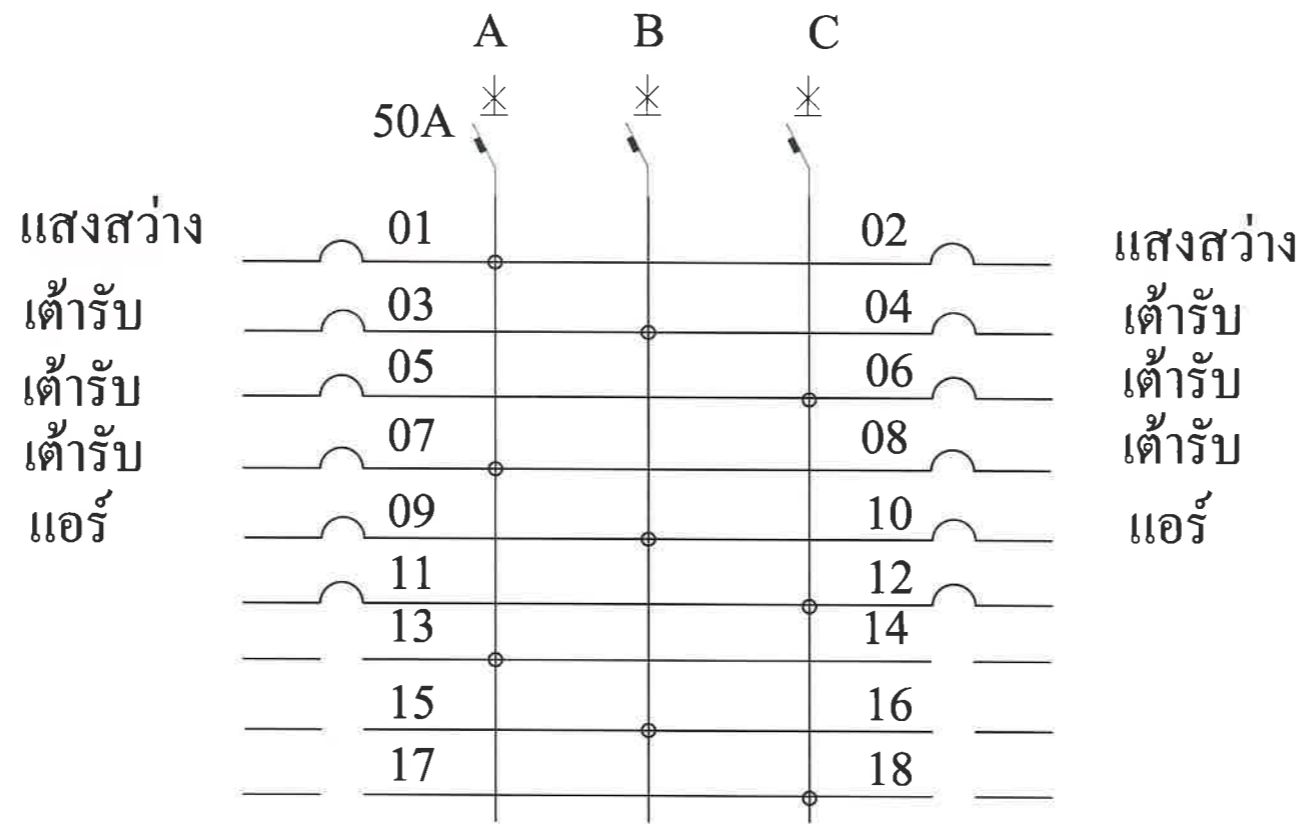 A B C
50A
แสงสว่าง 01 02 แสงสว่าง
เต้ารับ 03 04 เต้ารับ
เต้ารับ 05 06 เต้ารับ
เต้ารับ 07 08 เต้ารับ
แอร์ 09 10 แอร์
11 12
13 14
15 16
17 18